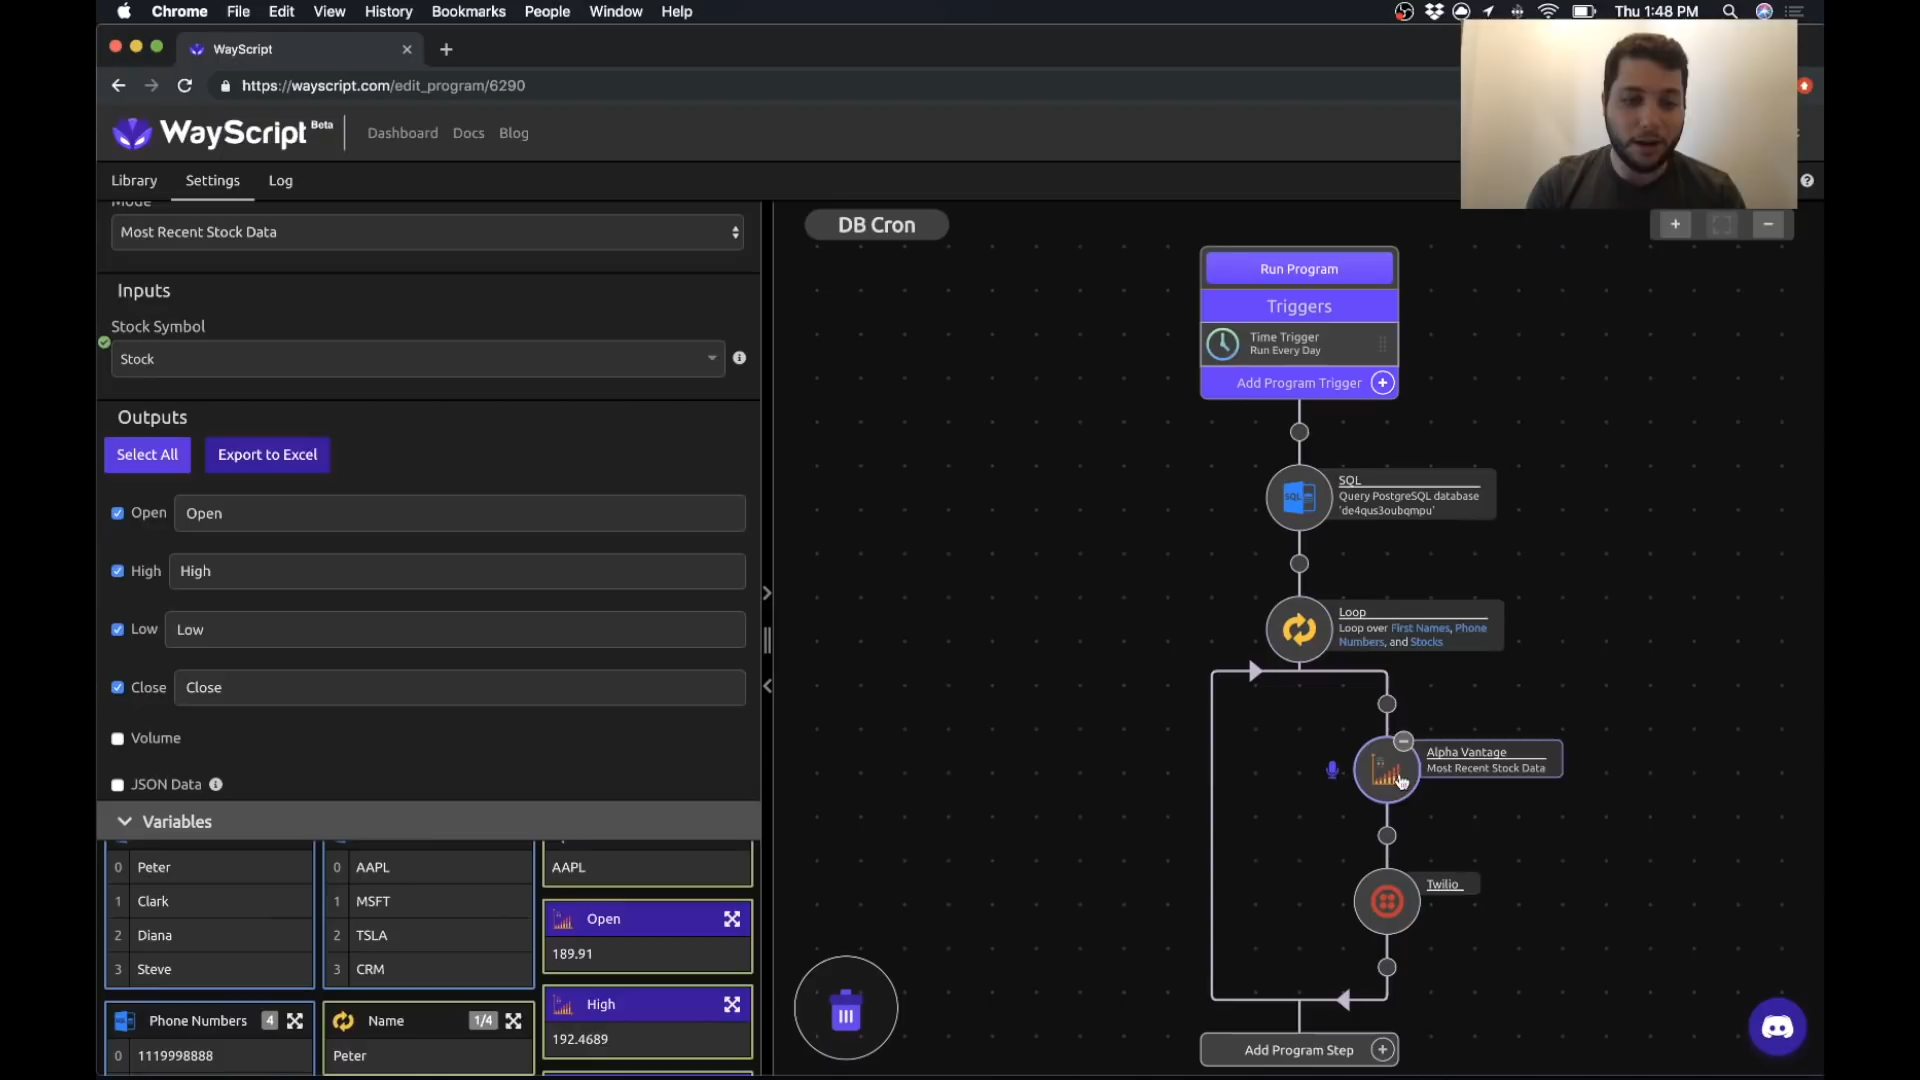 Chrome File Edit View History Bookmarks People Window Help
Thu 1:48 PM
WayScript
https://wayscript.com/edit_program/6290
WayScript Beta
Dashboard Docs Blog
Library Settings Log
Mode
Most Recent Stock Data
Inputs
Stock Symbol
Stock
Outputs
Select All Export to Excel
Open Open
High High
Low Low
Close Close
Volume
JSON Data
Variables
0 Peter
1 Clark
2 Diana
3 Steve
0 AAPL
1 MSFT
2 TSLA
3 CRM
AAPL
Open
189.91
High
192.4689
Phone Numbers 4
0 1119998888
Name 1/4
Peter
DB Cron
Run Program
Triggers
Time Trigger
Run Every Day
Add Program Trigger
SQL
SQL
Query PostgreSQL database
'de4qus3oubqmpu'
Loop
Loop over First Names, Phone
Numbers, and Stocks
Alpha Vantage
Most Recent Stock Data
Twilio
Add Program Step